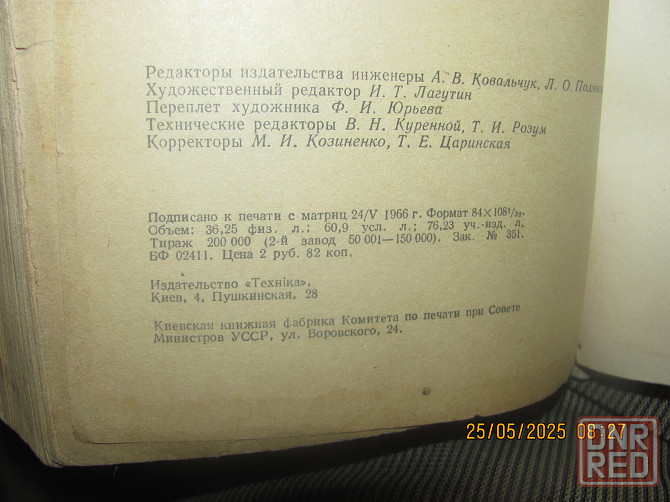 Редакторы издательства инженеры А. В. Ковальчук, Л. О.
Художественный редактор И. Т. Лагутин
Переплет художника Ф. И. Юрьева
Технические редакторы В. Н. Куренной, Т. И. Розум
Корректоры М. И. Козиненко, Т. Е. Царинская
Подписано к печати с матриц 24/V 1966 г. Формат 84×108¹/₃₂.
Объем: 36,25 физ. л.; 60,9 усл. л.; 76,23 уч.-изд. л.
Тираж 200 000 (2-й завод 50 001—150 000). Зак. № 351.
БФ 02411. Цена 2 руб. 82 коп.
Издательство «Техніка»,
Киев, 4, Пушкинская, 28
Киевская книжная фабрика Комитета по печати при Совете
Министров УССР, ул. Воровского, 24.
25/05/2025 08:27
DNR
RED